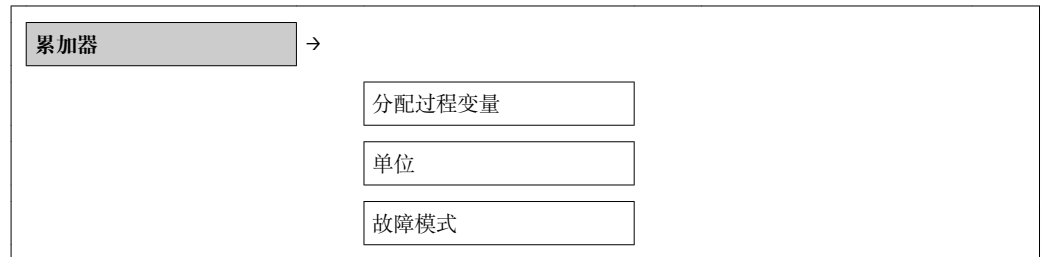 累加器 →
分配过程变量
单位
故障模式